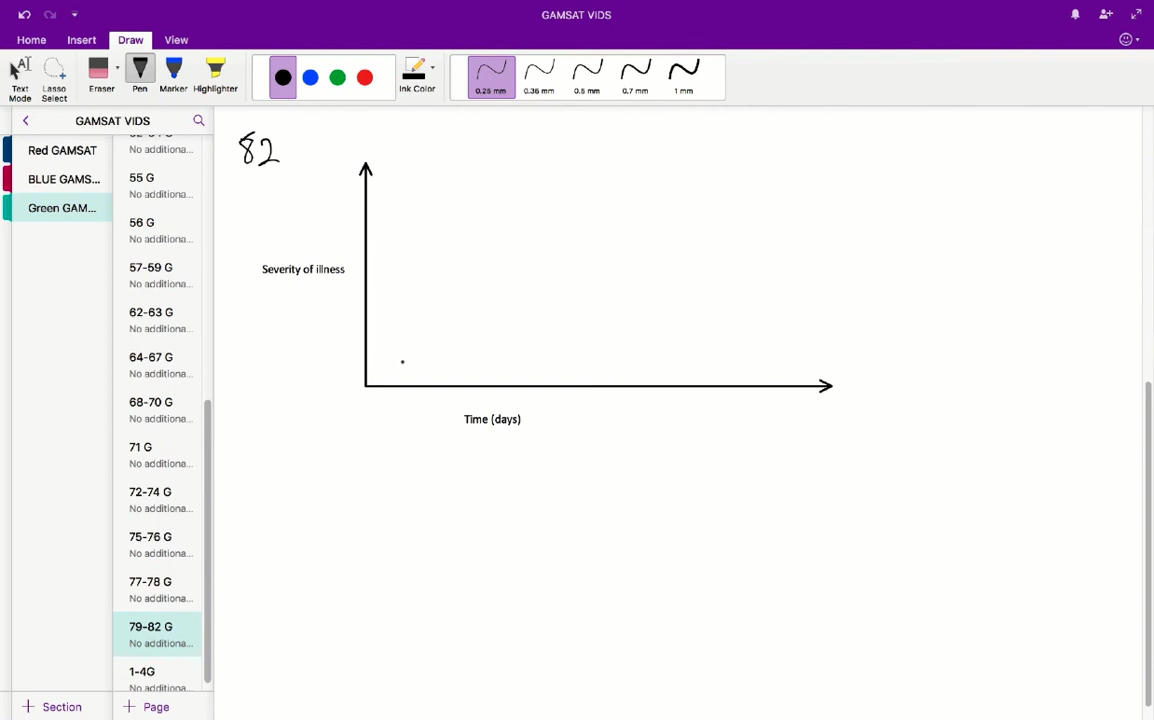 GAMSAT VIDS
Home Insert Draw View
Text Mode
Lasso Select
Eraser
Pen
Marker
Highlighter
Ink Color
0.25 mm
0.35 mm
0.5 mm
0.7 mm
1 mm
GAMSAT VIDS
Red GAMSAT
BLUE GAMS...
Green GAM...
No additiona...
55 G
No additiona...
56 G
No additiona...
57-59 G
No additiona...
62-63 G
No additiona...
64-67 G
No additiona...
68-70 G
No additiona...
71 G
No additiona...
72-74 G
No additiona...
75-76 G
No additiona...
77-78 G
No additiona...
79-82 G
No additiona...
1-4G
No additiona...
Section
Page
82
Severity of illness
Time (days)